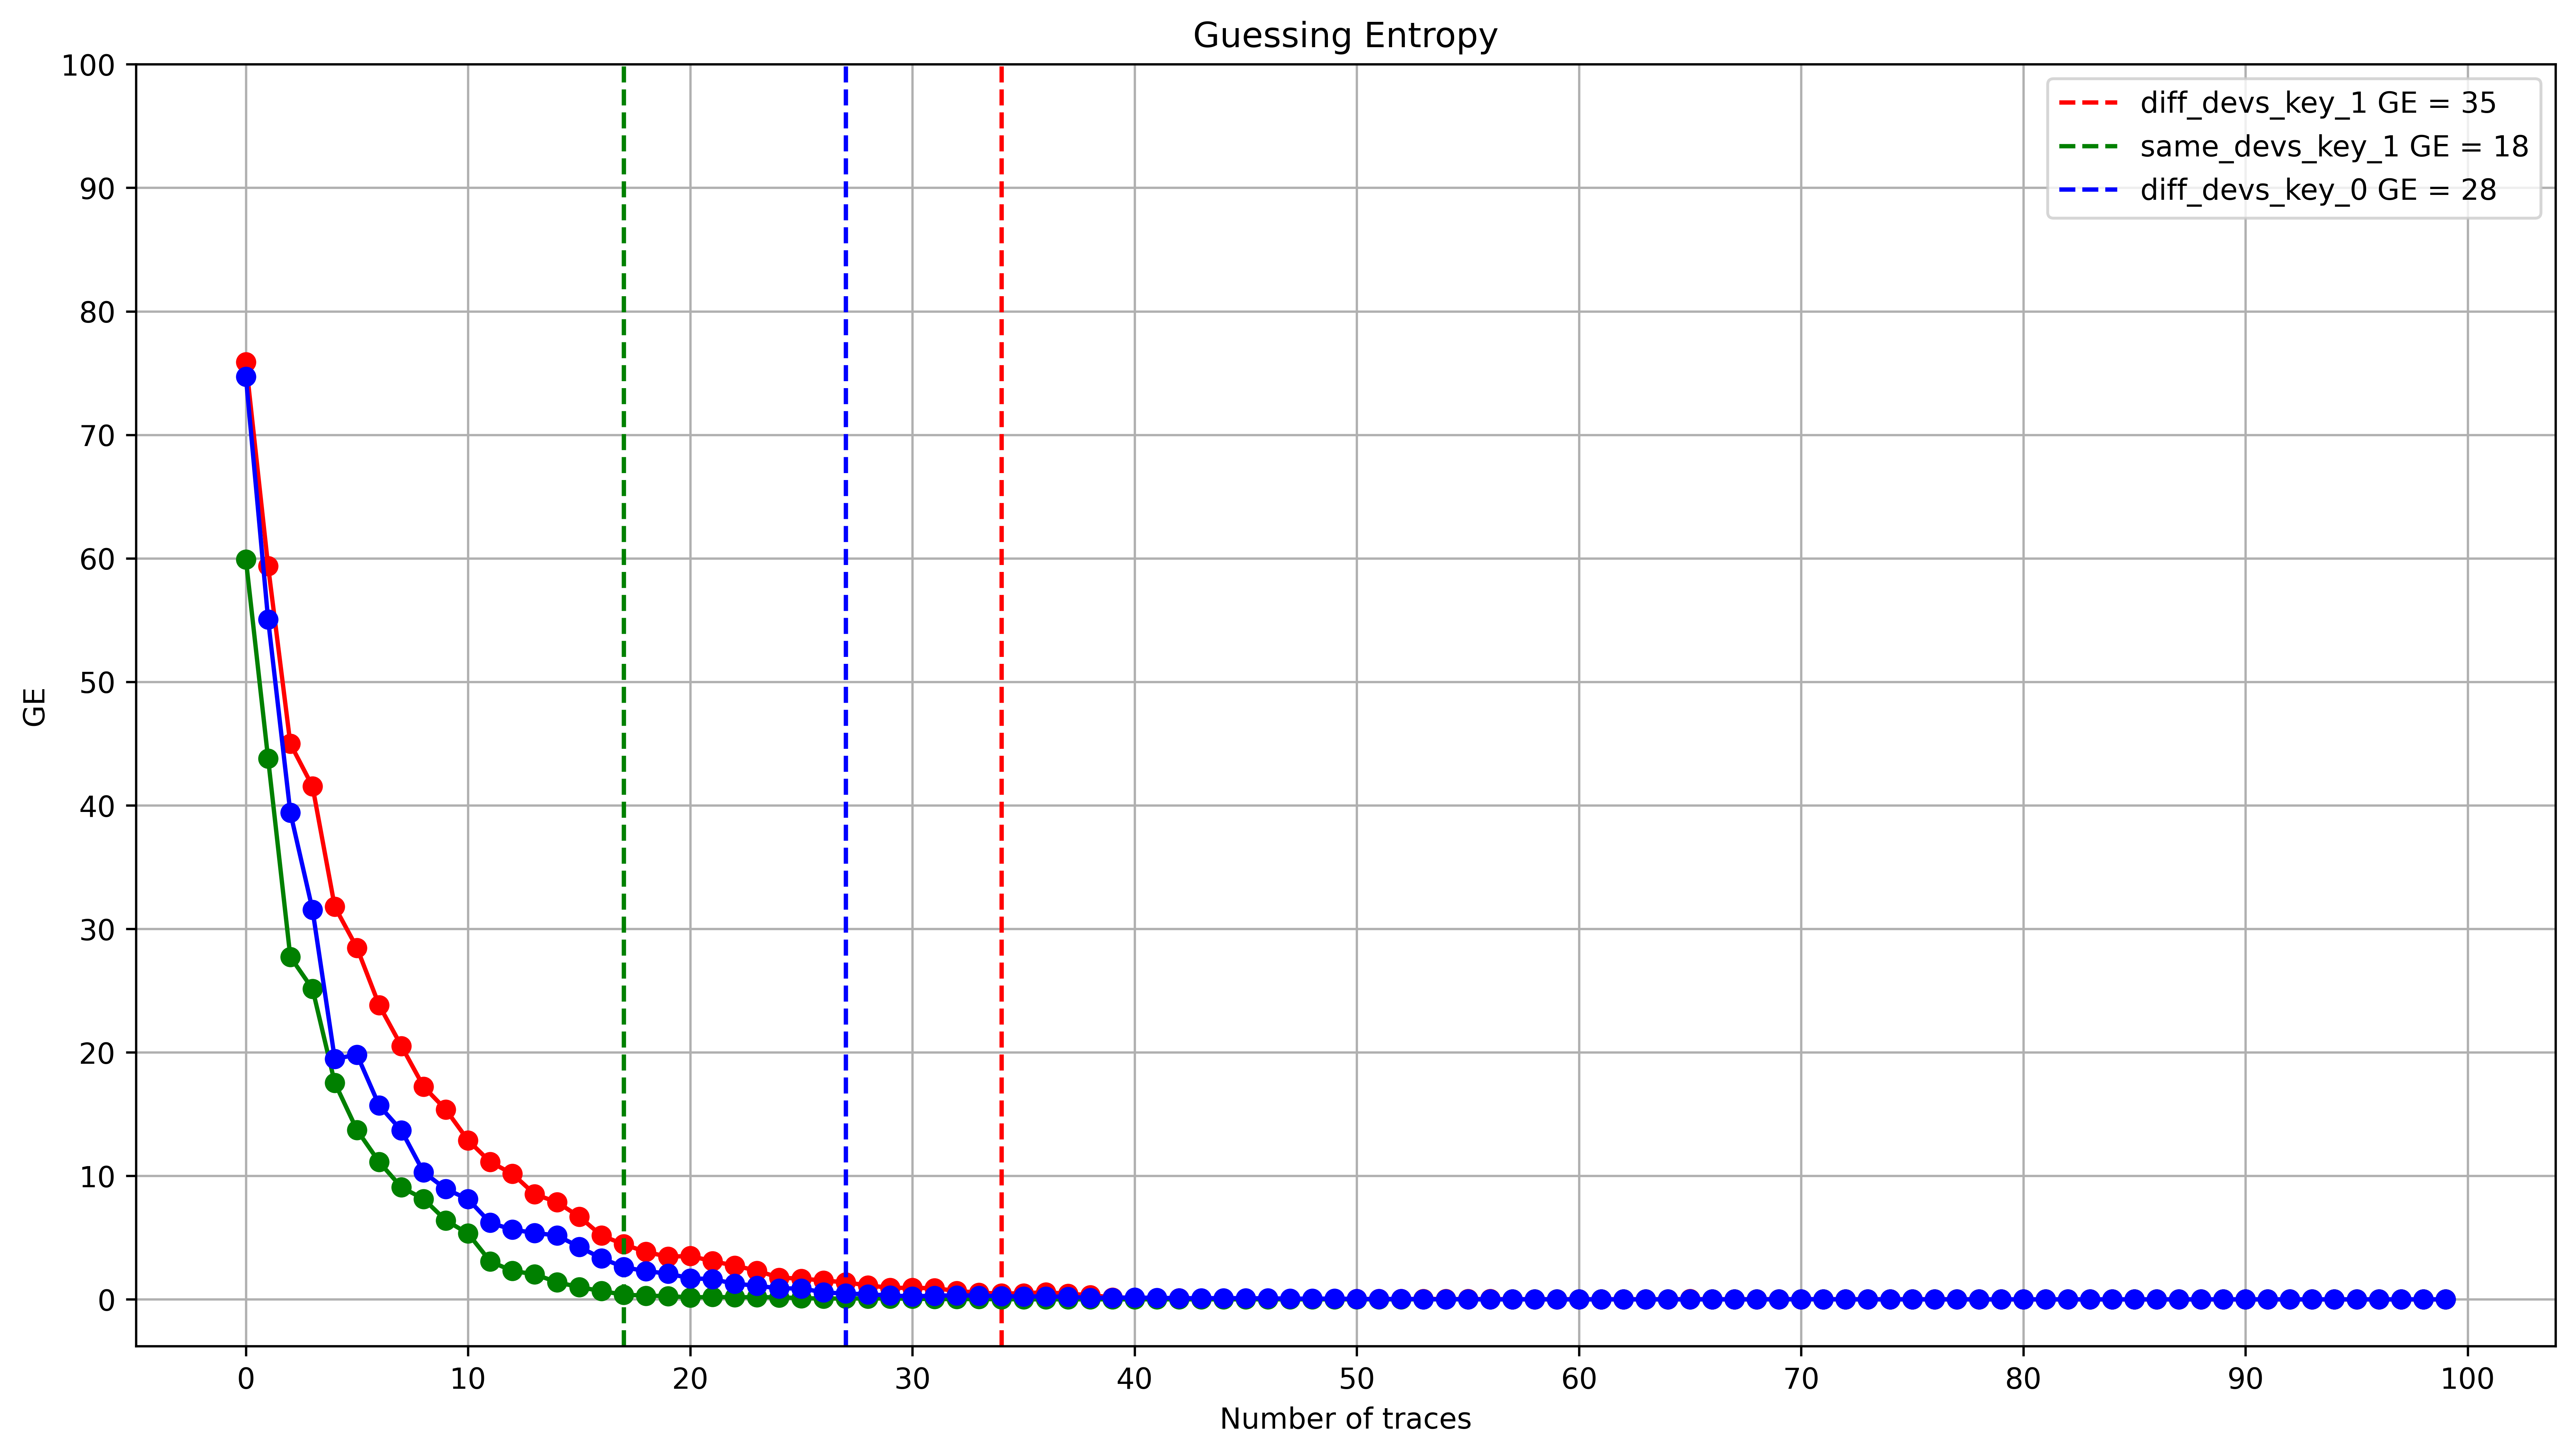 Guessing Entropy
100
90
80
70
60
50
40
30
20
10
0
GE
diff_devs_key_1 GE = 35
same_devs_key_1 GE = 18
diff_devs_key_0 GE = 28
0 10 20 30 40 50 60 70 80 90 100
Number of traces